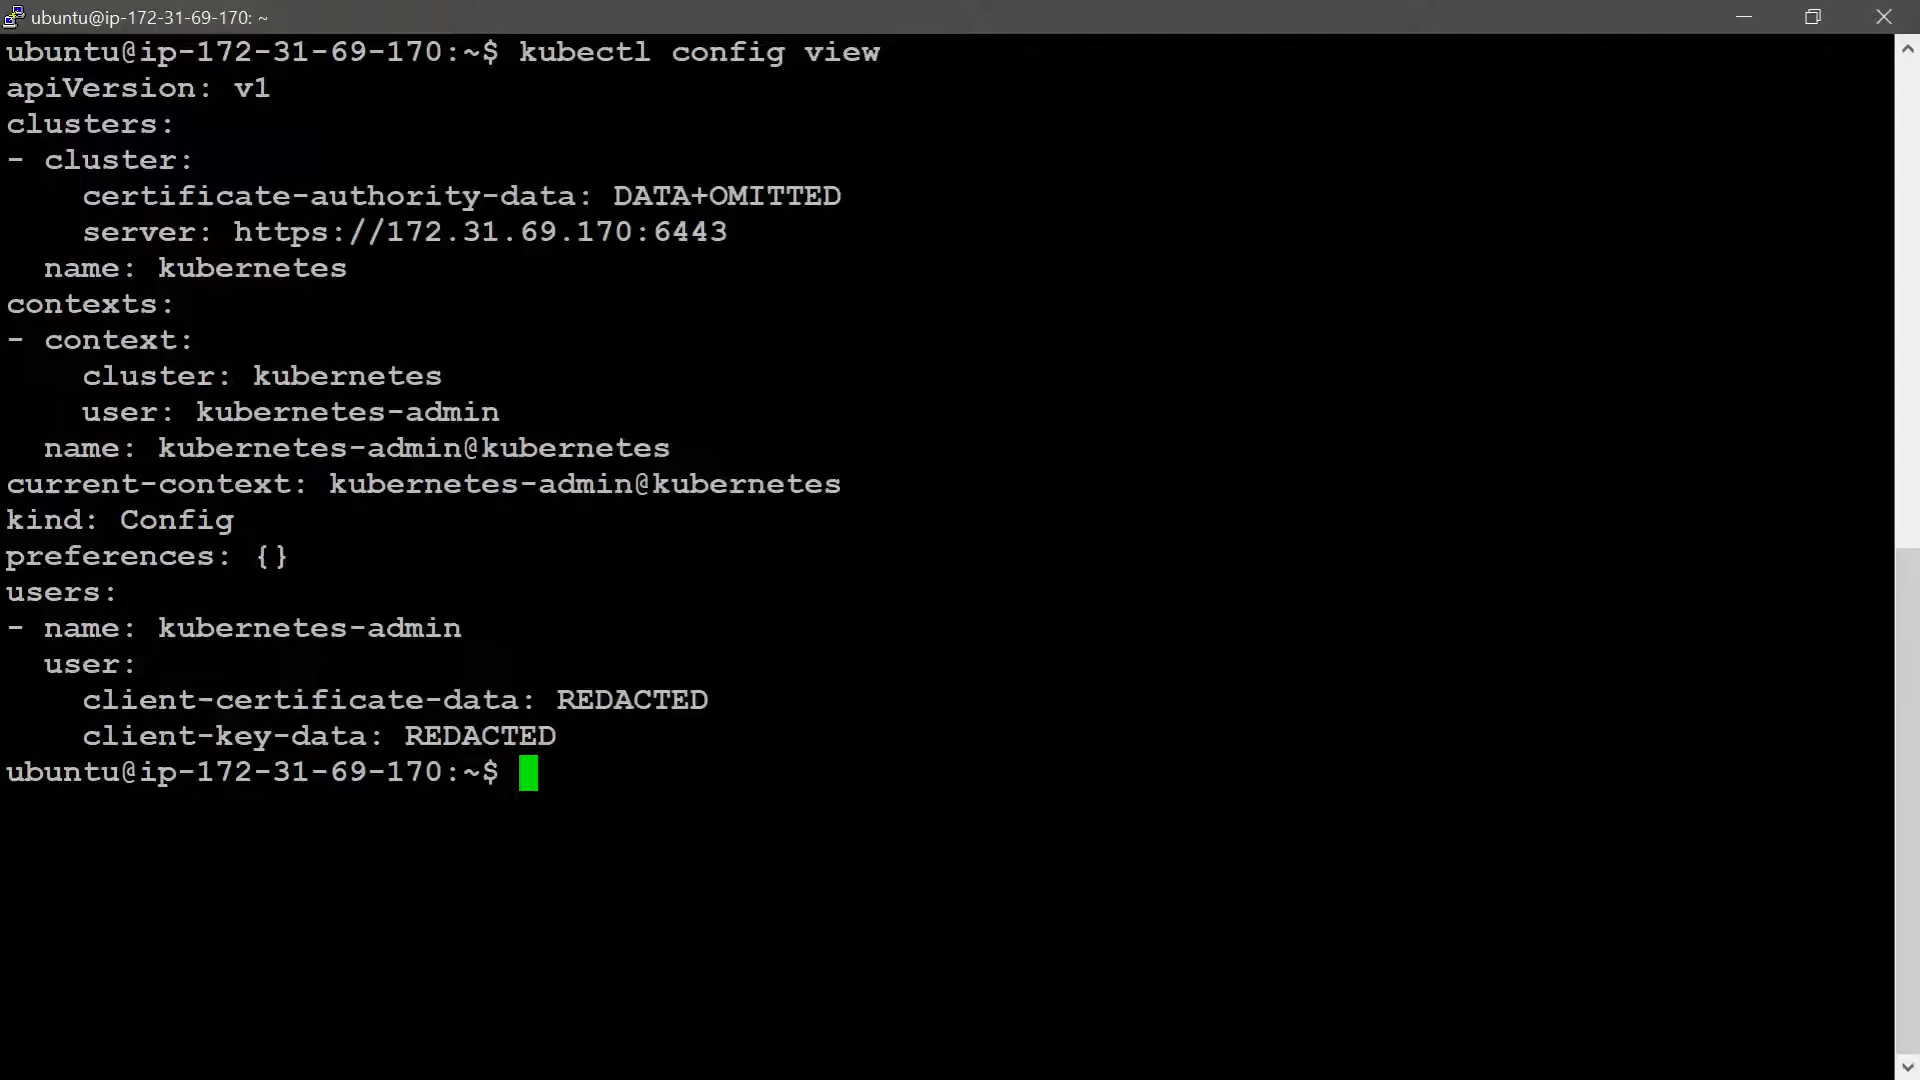 ubuntu@ip-172-31-69-170: ~
ubuntu@ip-172-31-69-170:~$ kubectl config view
apiVersion: v1
clusters:
- cluster:
    certificate-authority-data: DATA+OMITTED
    server: https://172.31.69.170:6443
  name: kubernetes
contexts:
- context:
    cluster: kubernetes
    user: kubernetes-admin
  name: kubernetes-admin@kubernetes
current-context: kubernetes-admin@kubernetes
kind: Config
preferences: {}
users:
- name: kubernetes-admin
  user:
    client-certificate-data: REDACTED
    client-key-data: REDACTED
ubuntu@ip-172-31-69-170:~$